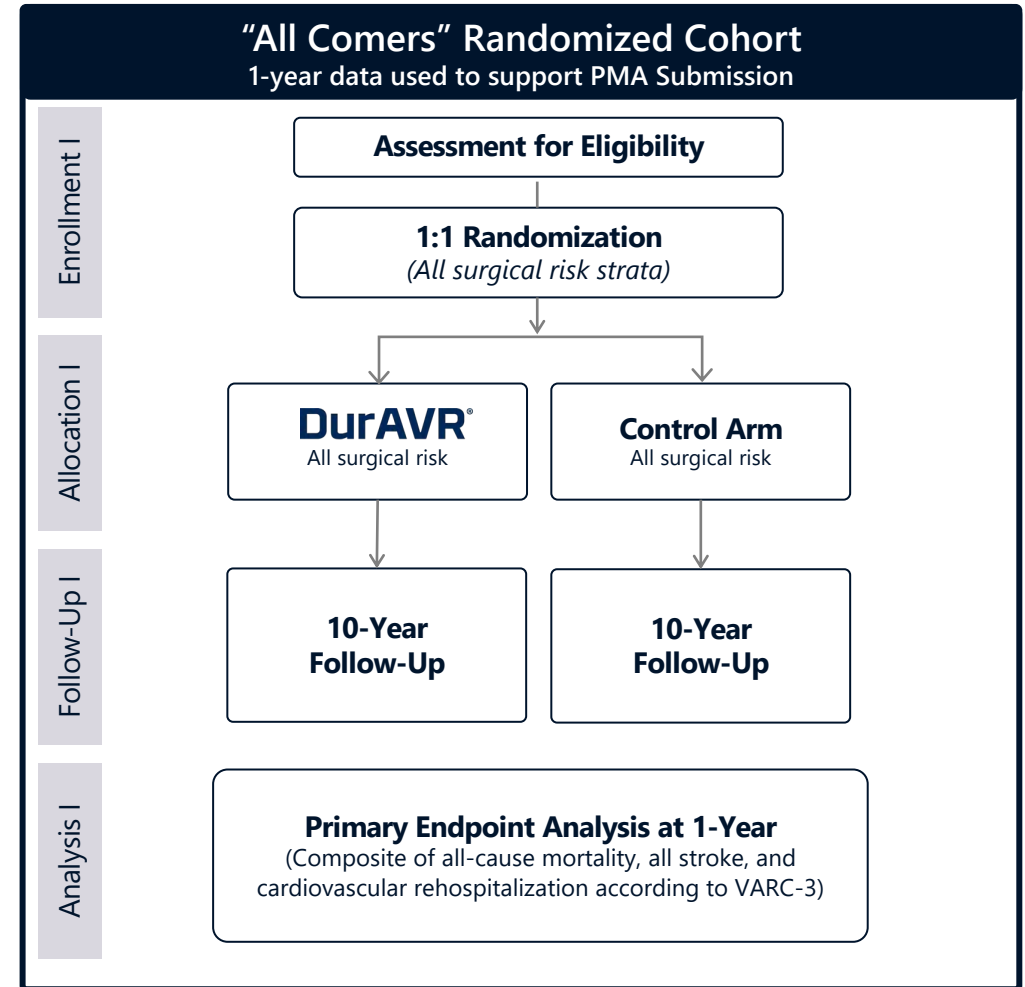 “All Comers” Randomized Cohort
1-year data used to support PMA Submission
Enrollment I
Assessment for Eligibility
1:1 Randomization
(All surgical risk strata)
Allocation I
DurAVR®
All surgical risk
Control Arm
All surgical risk
Follow-Up I
10-Year
Follow-Up
10-Year
Follow-Up
Analysis I
Primary Endpoint Analysis at 1-Year
(Composite of all-cause mortality, all stroke, and
cardiovascular rehospitalization according to VARC-3)